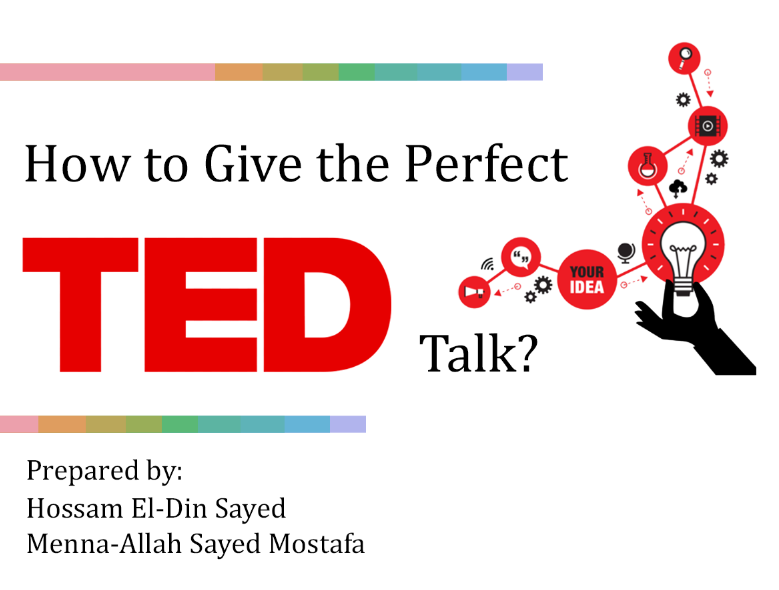 How to Give the Perfect
TED
Talk?
YOUR
IDEA
Prepared by:
Hossam El-Din Sayed
Menna-Allah Sayed Mostafa